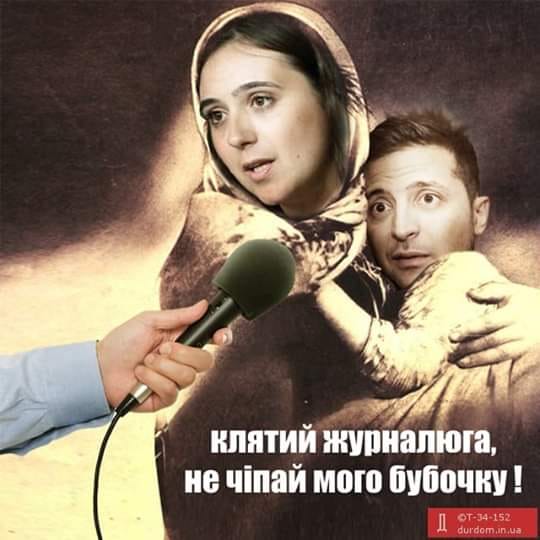 клятий журналюга,
не чіпай мого бубочку !
Д
©T-34-152
durdom.in.ua